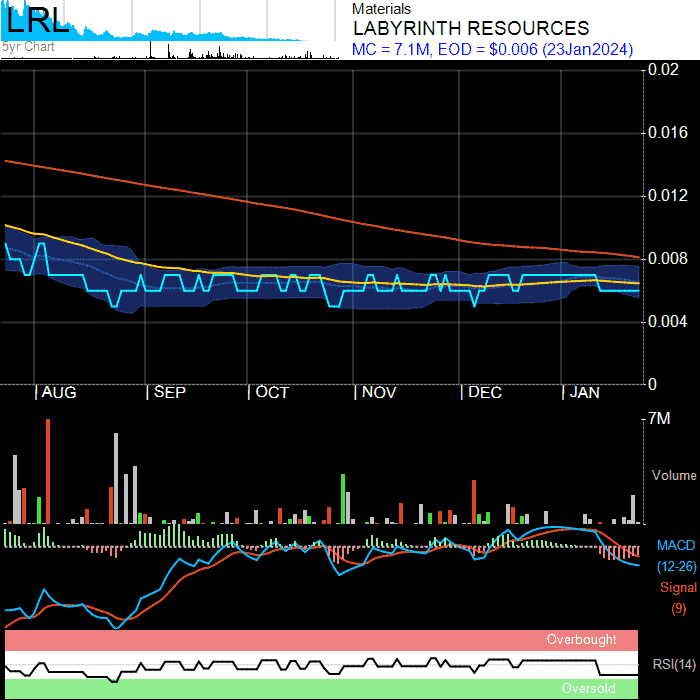 LRL
5yr Chart
Materials
LABYRINTH RESOURCES
MC = 7.1M, EOD = $0.006 (23Jan2024)
0.02
0.016
0.012
0.008
0.004
0
AUG SEP OCT NOV DEC JAN
7M
Volume
MACD
(12-26)
Signal
(9)
Overbought
RSI(14)
Oversold